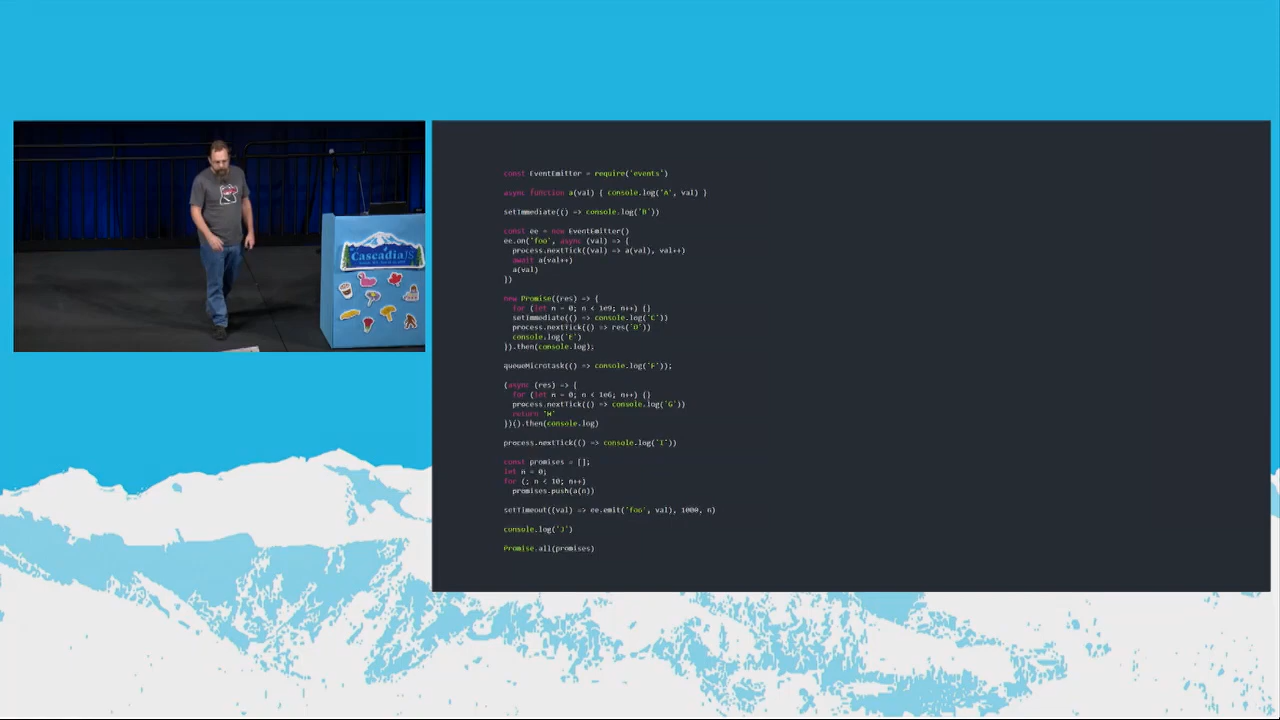 CascadiaJS
const EventEmitter = require('events')
async function a(val) { console.log('A', val) }
setImmediate(() => console.log('B'))
const ee = new EventEmitter()
ee.on('foo', async (val) => {
process.nextTick((val) => a(val), val++)
await a(val++)
a(val)
})
new Promise((res) => {
for (let n = 0; n < 1e9; n++) {}
setImmediate(() => console.log('C'))
process.nextTick(() => res('D'))
console.log('E')
}).then(console.log);
queueMicrotask(() => console.log('F'));
(async (res) => {
for (let n = 0; n < 1e6; n++) {}
process.nextTick(() => console.log('G'))
return 'H'
})().then(console.log)
process.nextTick(() => console.log('I'))
const promises = [];
let n = 0;
for (; n < 10; n++)
promises.push(a(n))
setTimeout((val) => ee.emit('foo', val), 1000, n)
console.log('J')
Promise.all(promises)